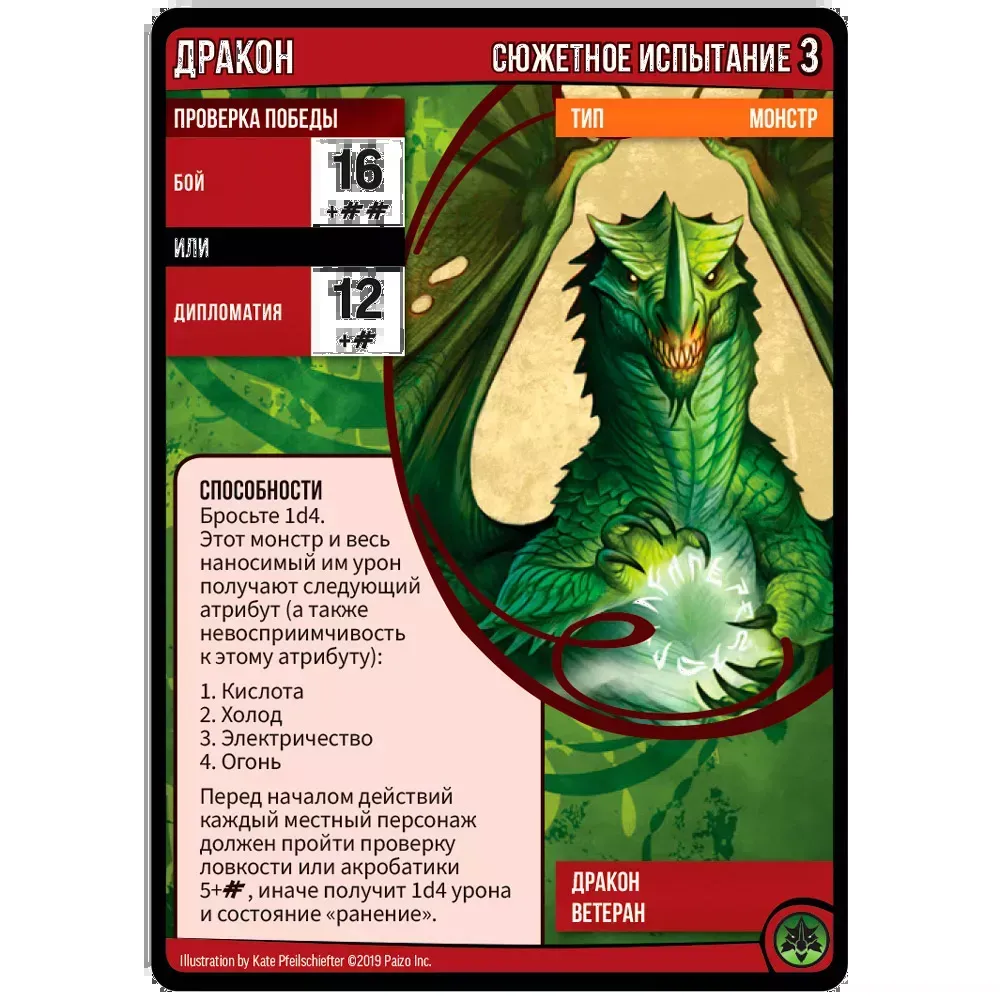 ДРАКОН
СЮЖЕТНОЕ ИСПЫТАНИЕ 3
ПРОВЕРКА ПОБЕДЫ
БОЙ
16
+##
ИЛИ
ДИПЛОМАТИЯ
12
+#
ТИП МОНСТР
СПОСОБНОСТИ
Бросьте 1d4.
Этот монстр и весь
наносимый им урон
получают следующий
атрибут (а также
невосприимчивость
к этому атрибуту):
1. Кислота
2. Холод
3. Электричество
4. Огонь
Перед началом действий
каждый местный персонаж
должен пройти проверку
ловкости или акробатики
5+# , иначе получит 1d4 урона
и состояние «ранение».
ДРАКОН
ВЕТЕРАН
Illustration by Kate Pfeilschiefter ©2019 Paizo Inc.